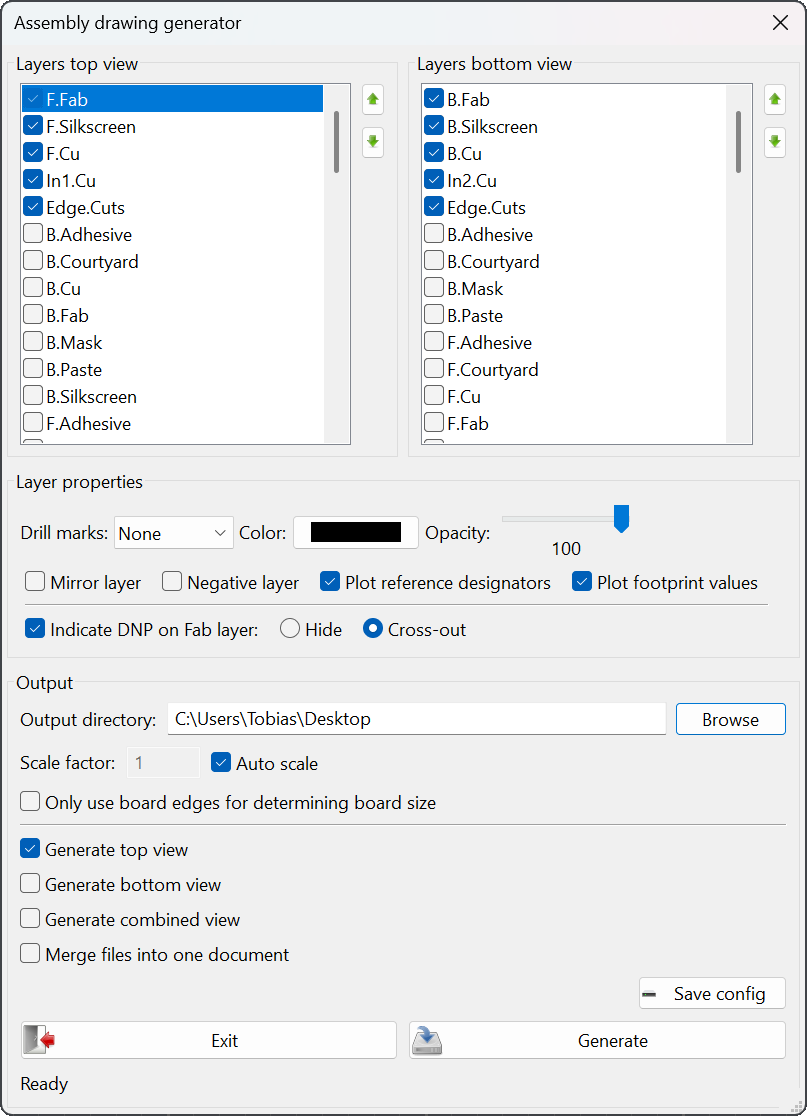 Assembly drawing generator
Layers top view
F.Fab
F.Silkscreen
F.Cu
In1.Cu
Edge.Cuts
B.Adhesive
B.Courtyard
B.Cu
B.Fab
B.Mask
B.Paste
B.Silkscreen
F.Adhesive
Layers bottom view
B.Fab
B.Silkscreen
B.Cu
In2.Cu
Edge.Cuts
B.Adhesive
B.Courtyard
B.Mask
B.Paste
F.Adhesive
F.Courtyard
F.Cu
F.Fab
Layer properties
Drill marks: None Color: Opacity:
100
Mirror layer Negative layer Plot reference designators Plot footprint values
Indicate DNP on Fab layer: Hide Cross-out
Output
Output directory: C:\Users\Tobias\Desktop Browse
Scale factor: 1 Auto scale
Only use board edges for determining board size
Generate top view
Generate bottom view
Generate combined view
Merge files into one document
Save config
Exit Generate
Ready